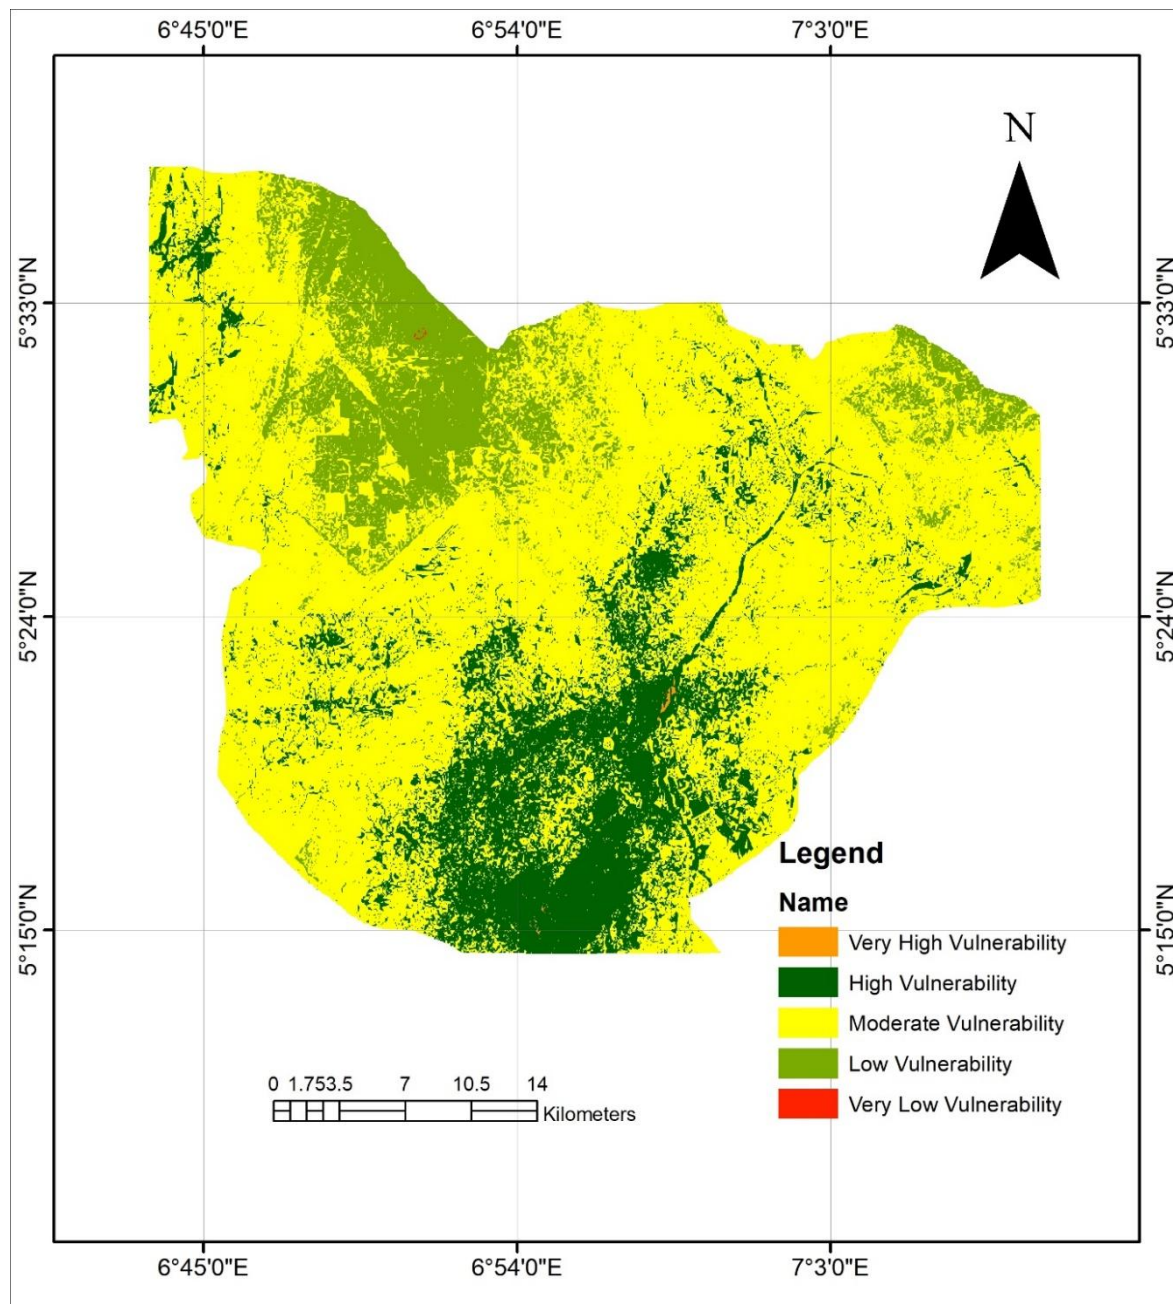 6°45'0"E 6°54'0"E 7°3'0"E
N
5°33'0"N 5°33'0"N
5°24'0"N 5°24'0"N
5°15'0"N 5°15'0"N
Legend
Name
Very High Vulnerability
High Vulnerability
Moderate Vulnerability
Low Vulnerability
Very Low Vulnerability
0 1.753.5 7 10.5 14
Kilometers
6°45'0"E 6°54'0"E 7°3'0"E